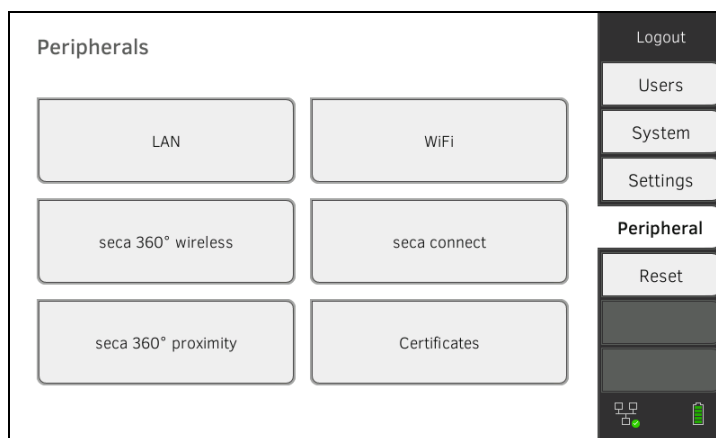 Peripherals
LAN
WiFi
seca 360° wireless
seca connect
seca 360° proximity
Certificates
Logout
Users
System
Settings
Peripheral
Reset